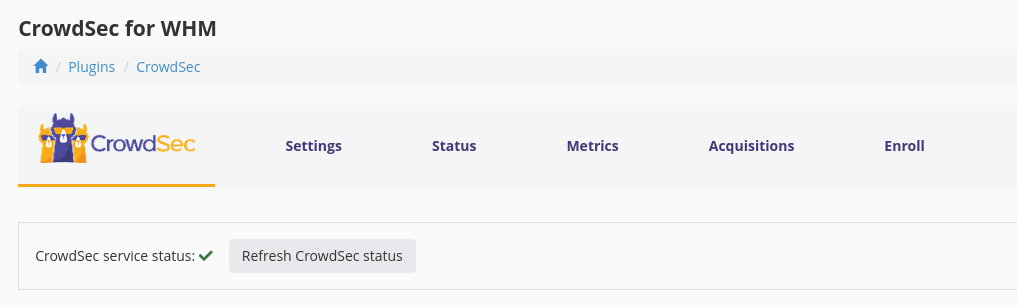 CrowdSec for WHM
/ Plugins / CrowdSec
CrowdSec Settings Status Metrics Acquisitions Enroll
CrowdSec service status: Refresh CrowdSec status